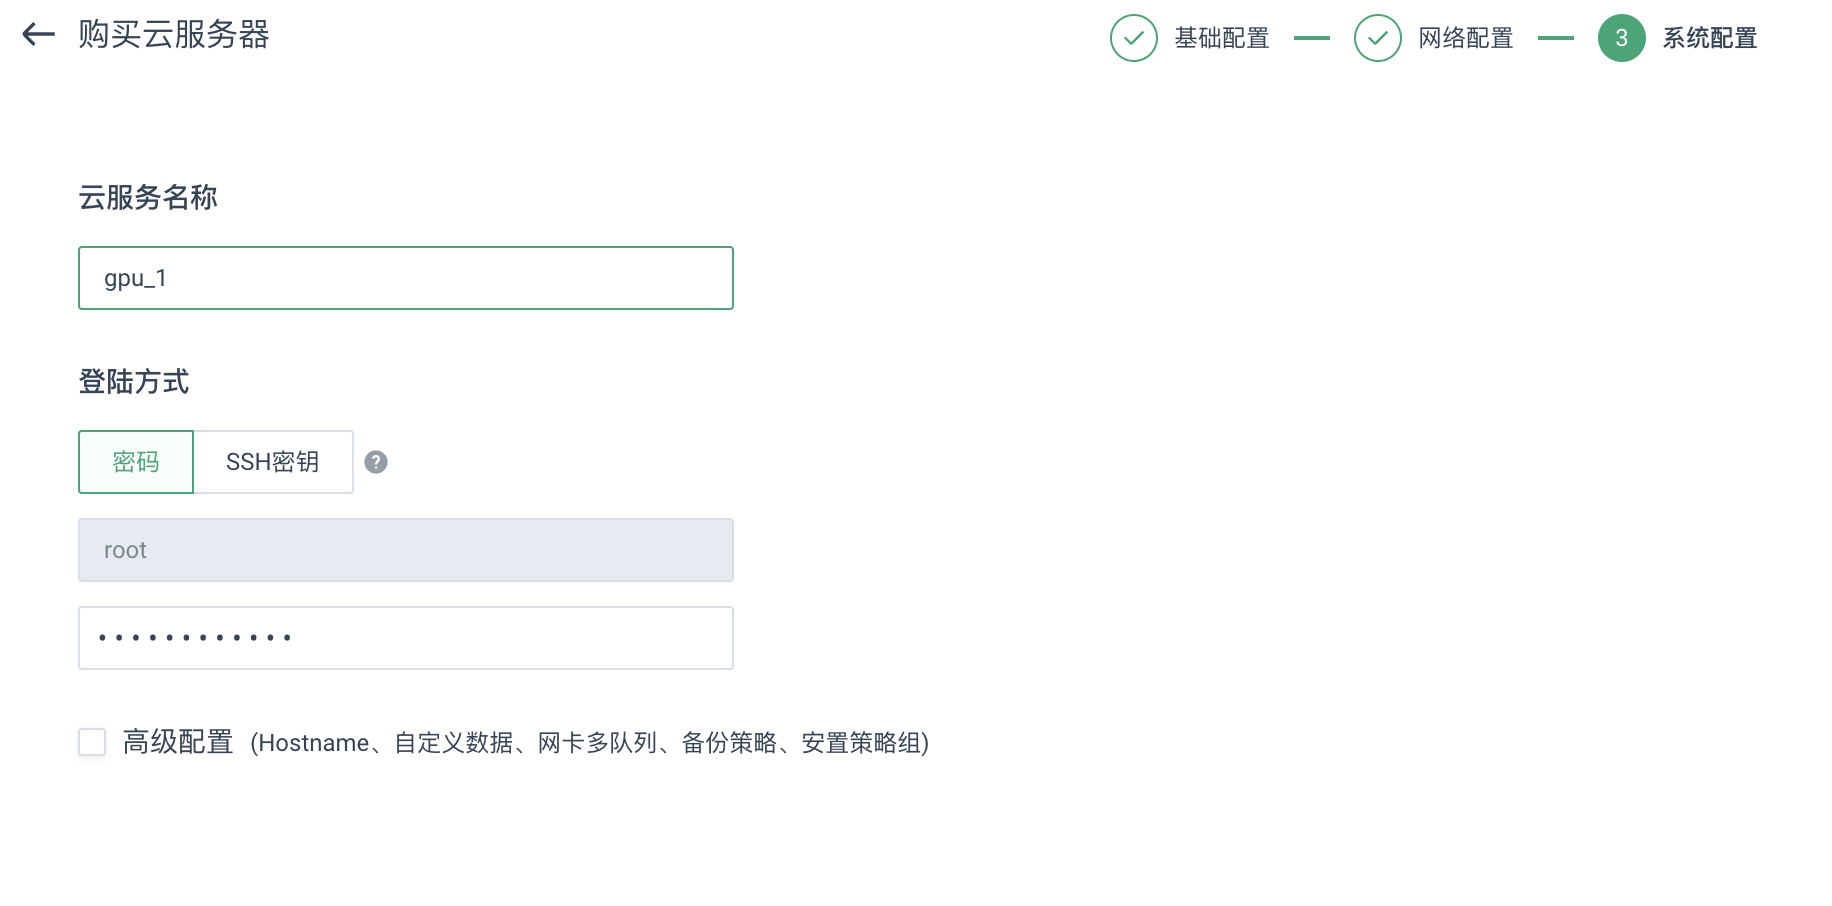 购买云服务器
基础配置
网络配置
3 系统配置
云服务名称
gpu_1
登陆方式
密码 SSH密钥 ?
root
••••••••••••
高级配置 (Hostname、自定义数据、网卡多队列、备份策略、安置策略组)